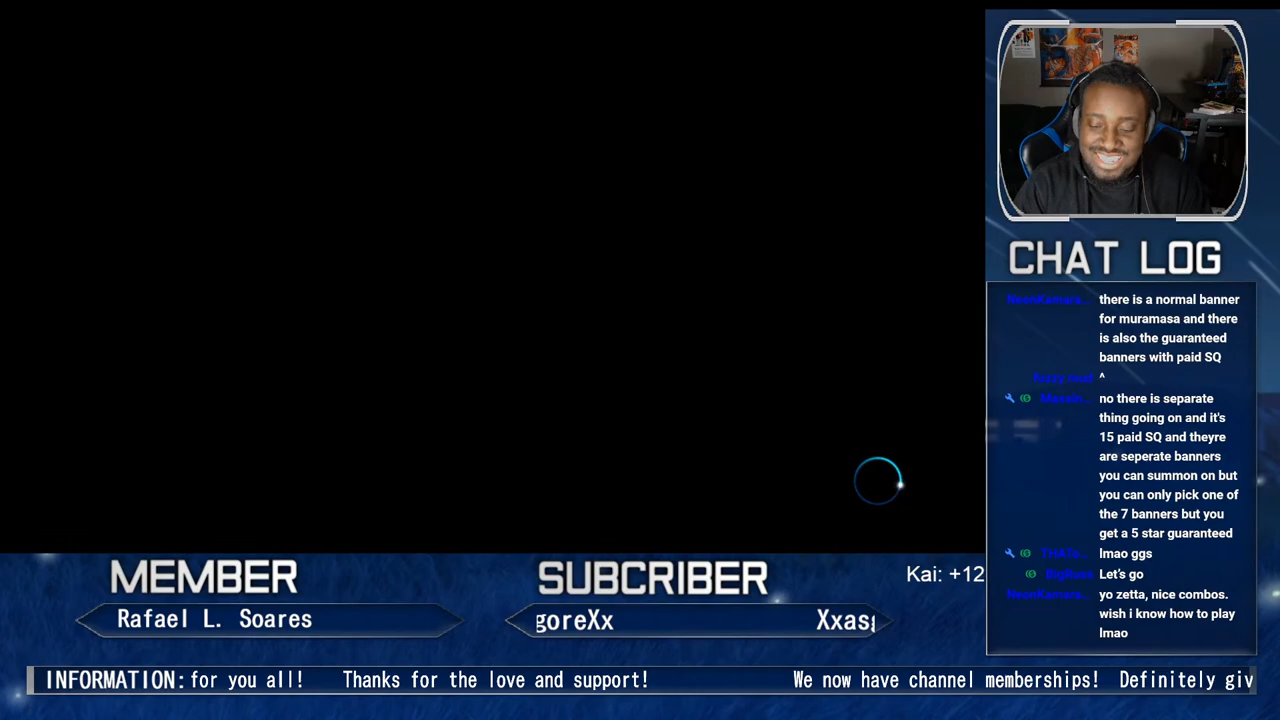 CHAT LOG
there is a normal banner
for muramasa and there
is also the guaranteed
banners with paid SQ
^
no there is separate
thing going on and it's
15 paid SQ and theyre
are seperate banners
you can summon on but
you can only pick one of
the 7 banners but you
get a 5 star guaranteed
lmao ggs
Let's go
NeonKamura... yo zetta, nice combos.
wish i know how to play
lmao
MEMBER
Rafael L. Soares
SUBCRIBER
goreXx Xxasg
Kai: +12
INFORMATION: for you all! Thanks for the love and support! We now have channel memberships! Definitely giv